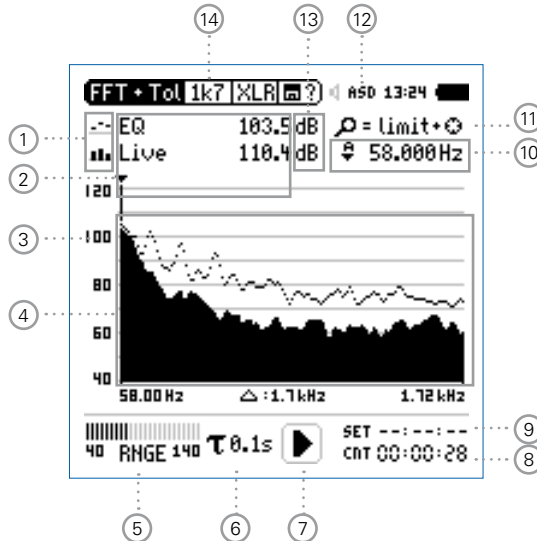 14 13 12
FFT + Tol 1k7 XLR ? ASD 13:24
1 EQ 103.5 dB = limit+ 11
Live 110.4 dB 58.000Hz 10
2
120
3 100
80
4 60
40
58.00Hz △:1.7kHz 1.72kHz
40 RNGE 140 τ 0.1s SET --:--:-- 9
CNT 00:00:28 8
5 6 7